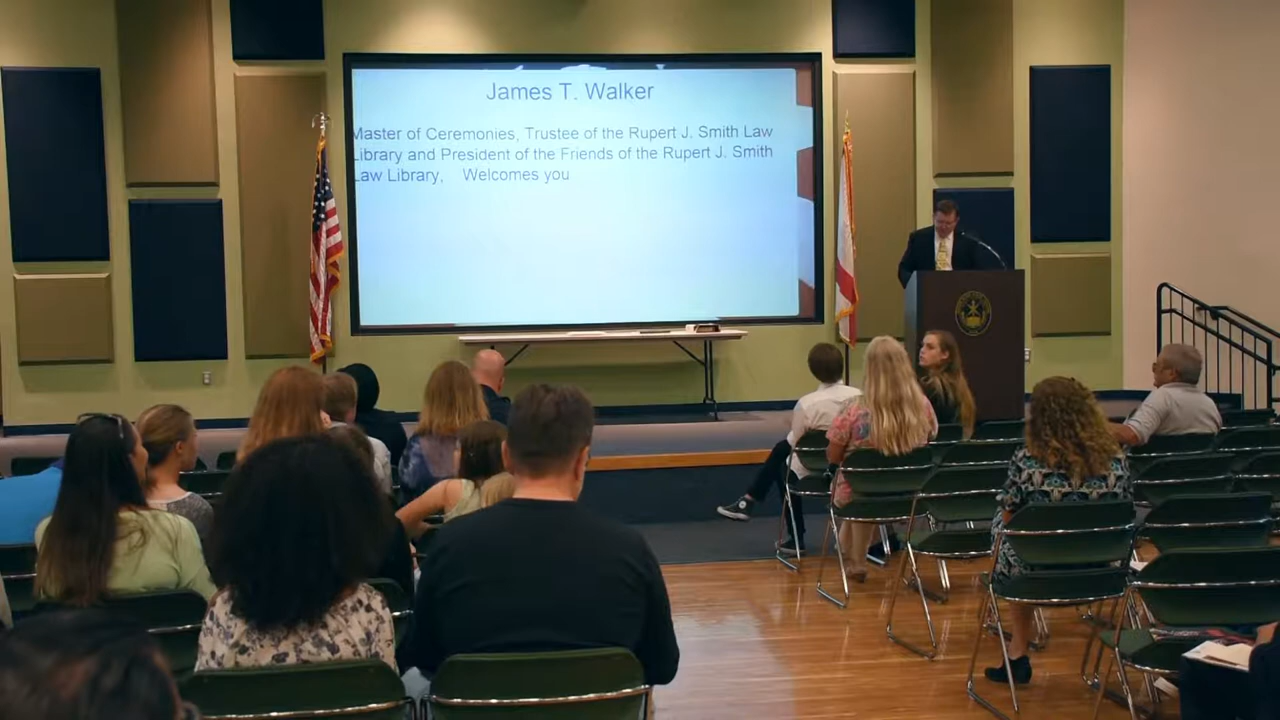 James T. Walker
Master of Ceremonies, Trustee of the Rupert J. Smith Law
Library and President of the Friends of the Rupert J. Smith
Law Library, Welcomes you